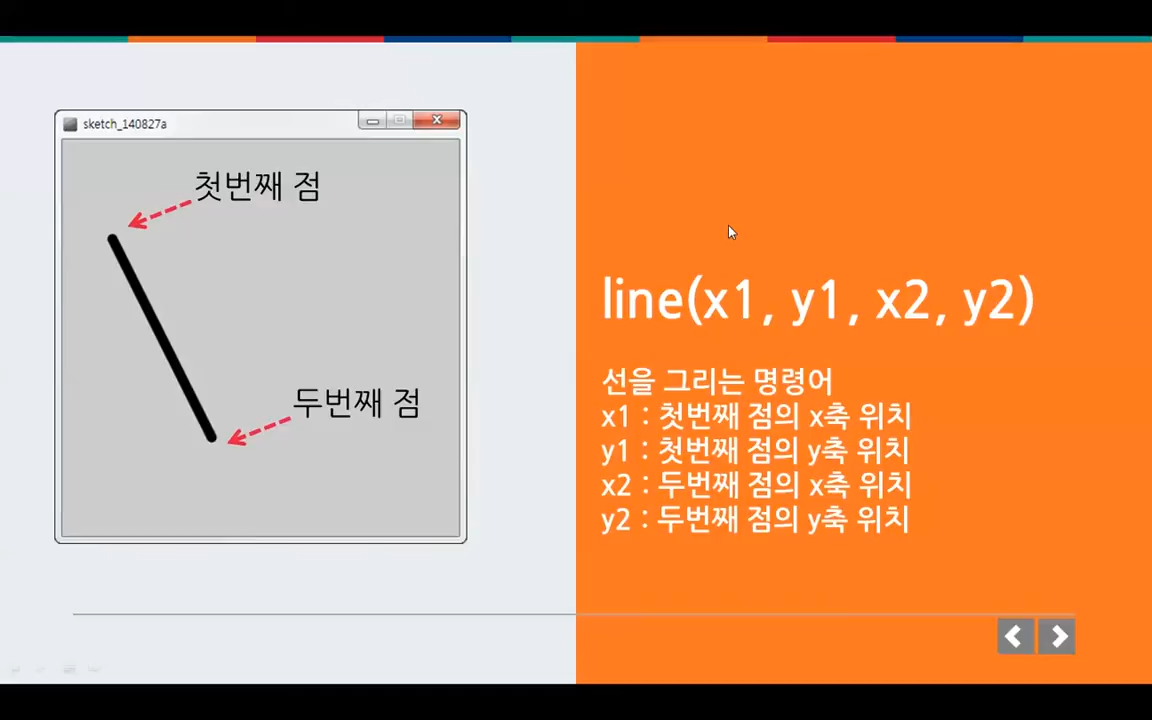 sketch_140827a
첫번째 점
두번째 점
line(x1, y1, x2, y2)
선을 그리는 명령어
x1 : 첫번째 점의 x축 위치
y1 : 첫번째 점의 y축 위치
x2 : 두번째 점의 x축 위치
y2 : 두번째 점의 y축 위치